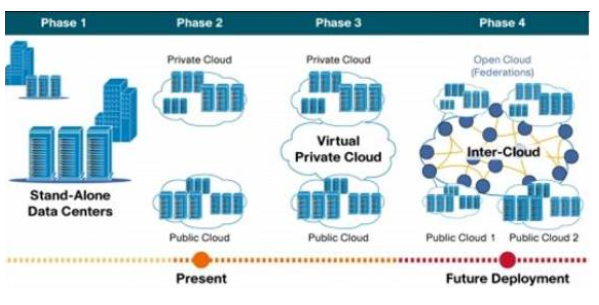 Phase 1
Phase 2
Phase 3
Phase 4
Private Cloud
Private Cloud
Open Cloud
(Federations)
Virtual
Private Cloud
Inter-Cloud
Stand-Alone
Data Centers
Public Cloud
Public Cloud
Public Cloud 1
Public Cloud 2
Present
Future Deployment